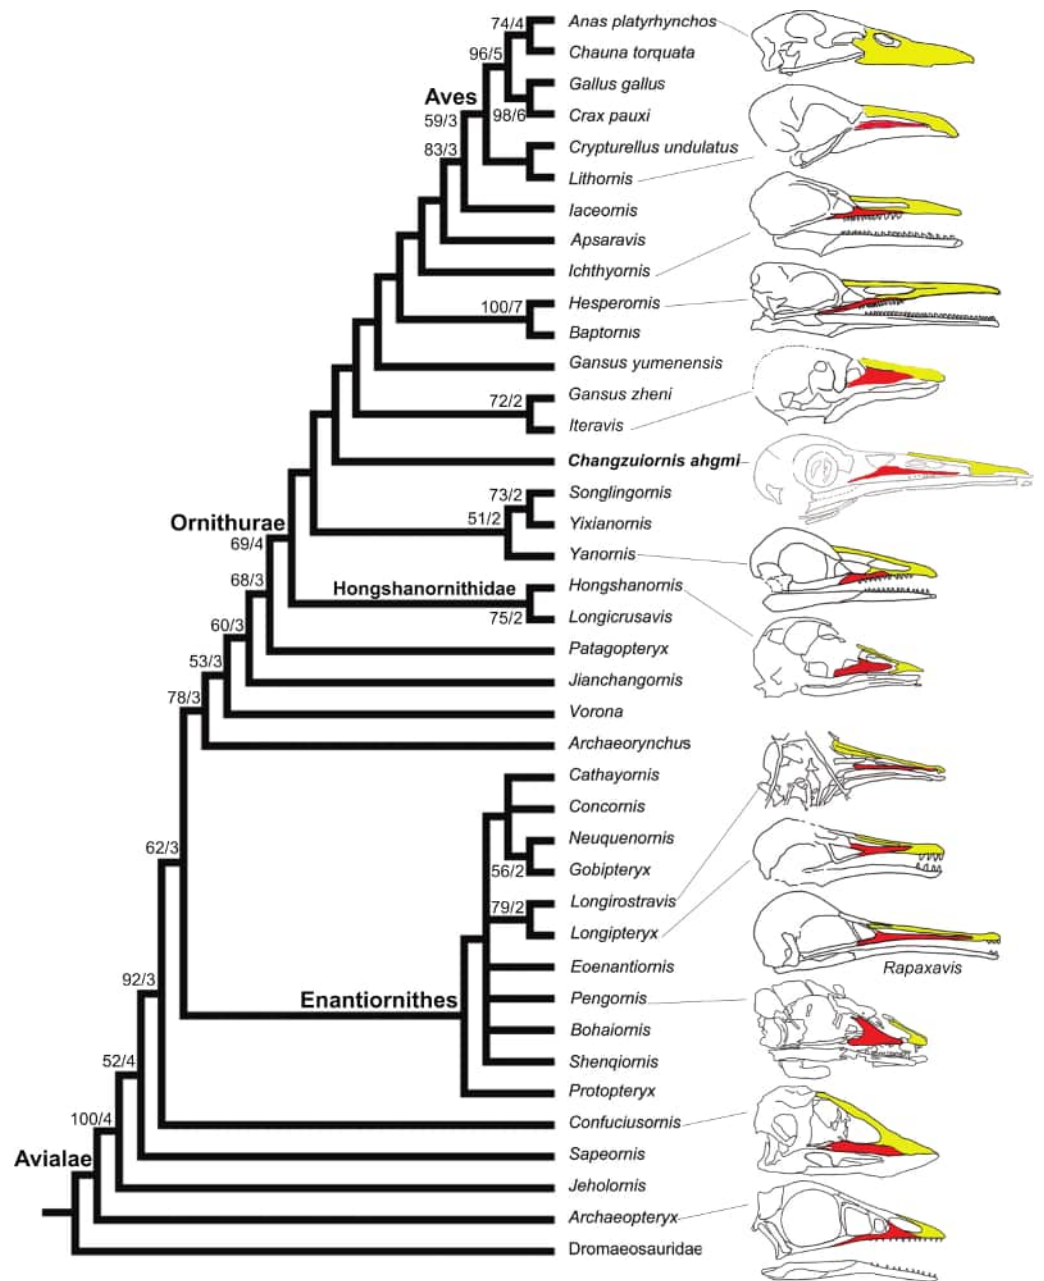 74/4
Anas platyrhynchos
96/5
Chauna torquata
Aves
Gallus gallus
59/3
98/6
Crax pauxi
83/3
Crypturellus undulatus
Lithornis
Iaceornis
Apsaravis
Ichthyornis
100/7
Hesperornis
Baptornis
Gansus yumenensis
72/2
Gansus zheni
Iteravis
Changzuiornis ahgmi
73/2
Songlingornis
51/2
Yixianornis
Ornithurae
69/4
Yanornis
68/3
Hongshanornithidae
Hongshanornis
75/2
Longicrusavis
60/3
Patagopteryx
53/3
Jianchangornis
78/3
Vorona
Archaeorynchus
Cathayornis
Concornis
62/3
Neuquenornis
56/2
Gobipteryx
79/2
Longirostravis
Longipteryx
Eoenantiornis
Rapaxavis
92/3
Enantiornithes
Pengornis
Bohaiornis
52/4
Shenqiornis
Protopteryx
100/4
Confuciusornis
Avialae
Sapeornis
Jeholornis
Archaeopteryx
Dromaeosauridae